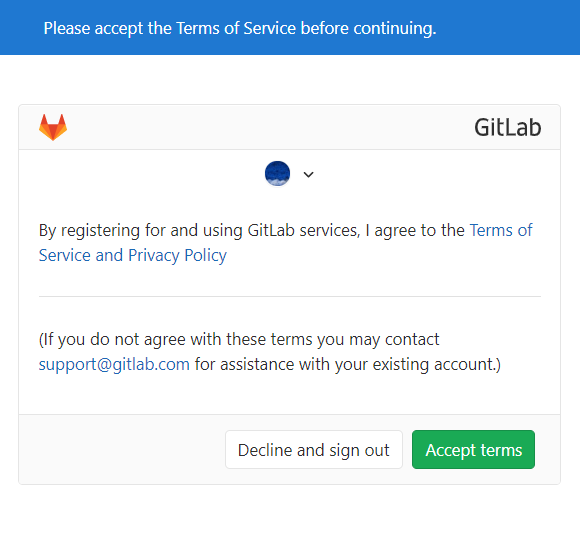 Please accept the Terms of Service before continuing.
GitLab
By registering for and using GitLab services, I agree to the Terms of
Service and Privacy Policy
(If you do not agree with these terms you may contact
support@gitlab.com for assistance with your existing account.)
Decline and sign out
Accept terms